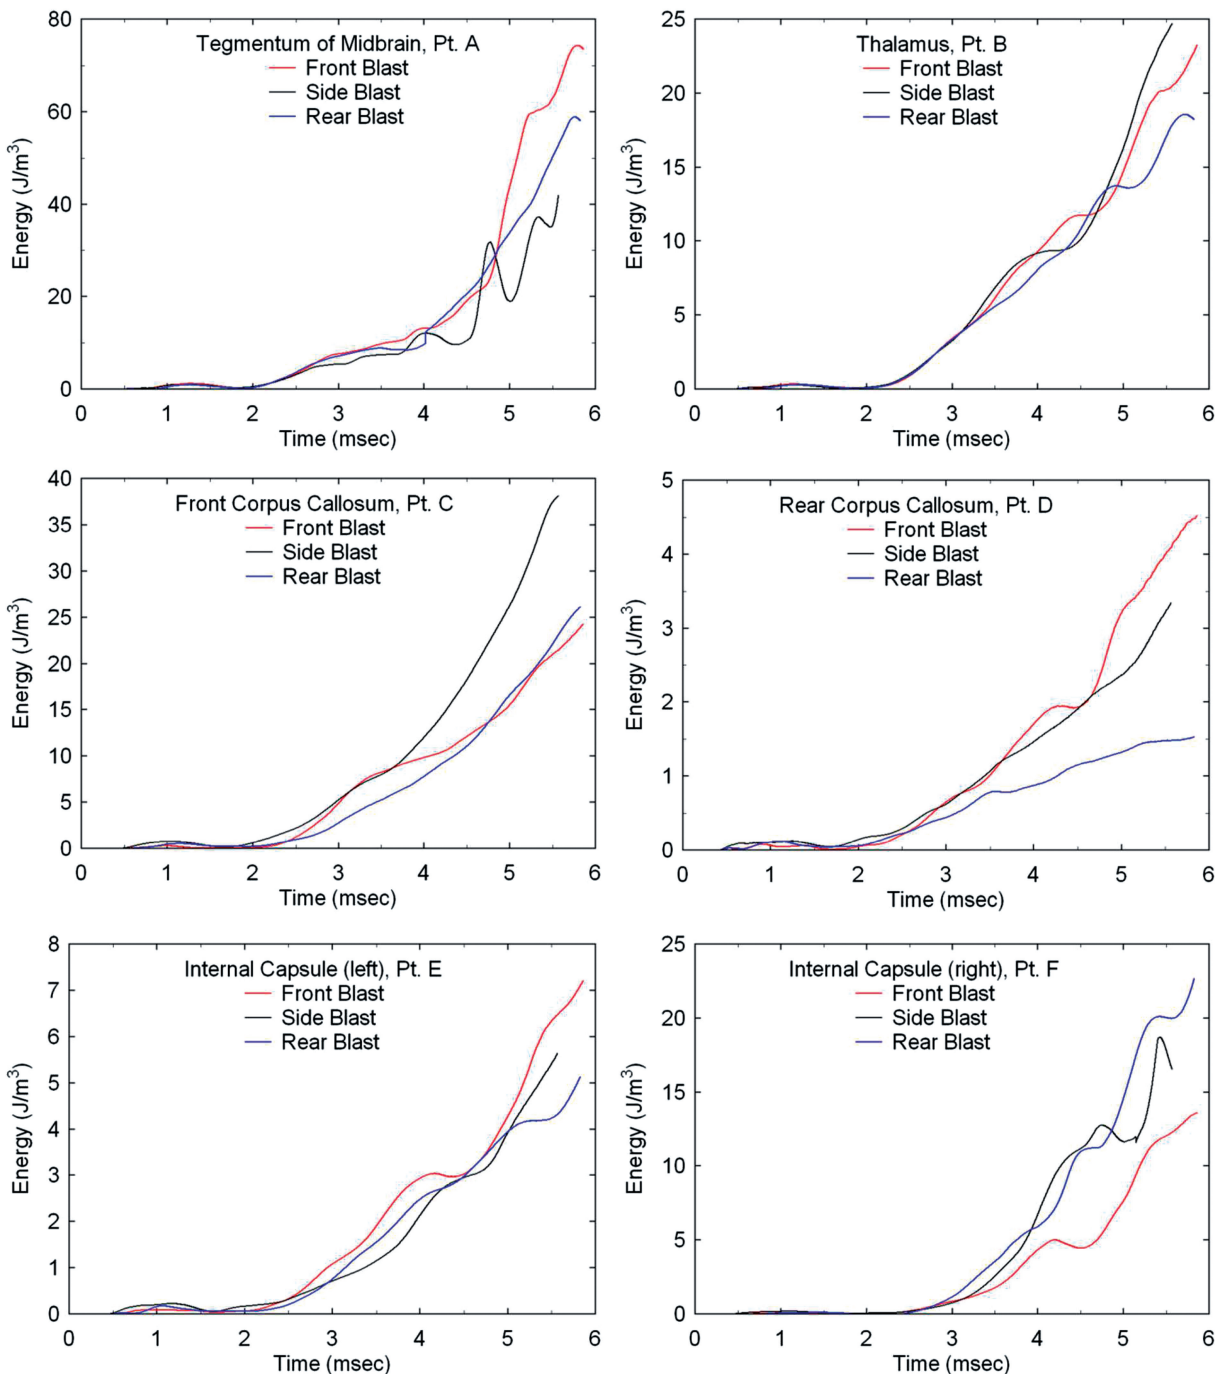 Tegmentum of Midbrain, Pt. A
Front Blast
Side Blast
Rear Blast
80
60
40
20
0
0 1 2 3 4 5 6
Energy (J/m³)
Time (msec)
Thalamus, Pt. B
Front Blast
Side Blast
Rear Blast
25
20
15
10
5
0
0 1 2 3 4 5 6
Energy (J/m³)
Time (msec)
Front Corpus Callosum, Pt. C
Front Blast
Side Blast
Rear Blast
40
35
30
25
20
15
10
5
0
0 1 2 3 4 5 6
Energy (J/m³)
Time (msec)
Rear Corpus Callosum, Pt. D
Front Blast
Side Blast
Rear Blast
5
4
3
2
1
0
0 1 2 3 4 5 6
Energy (J/m³)
Time (msec)
Internal Capsule (left), Pt. E
Front Blast
Side Blast
Rear Blast
8
7
6
5
4
3
2
1
0
0 1 2 3 4 5 6
Energy (J/m³)
Time (msec)
Internal Capsule (right), Pt. F
Front Blast
Side Blast
Rear Blast
25
20
15
10
5
0
0 1 2 3 4 5 6
Energy (J/m³)
Time (msec)